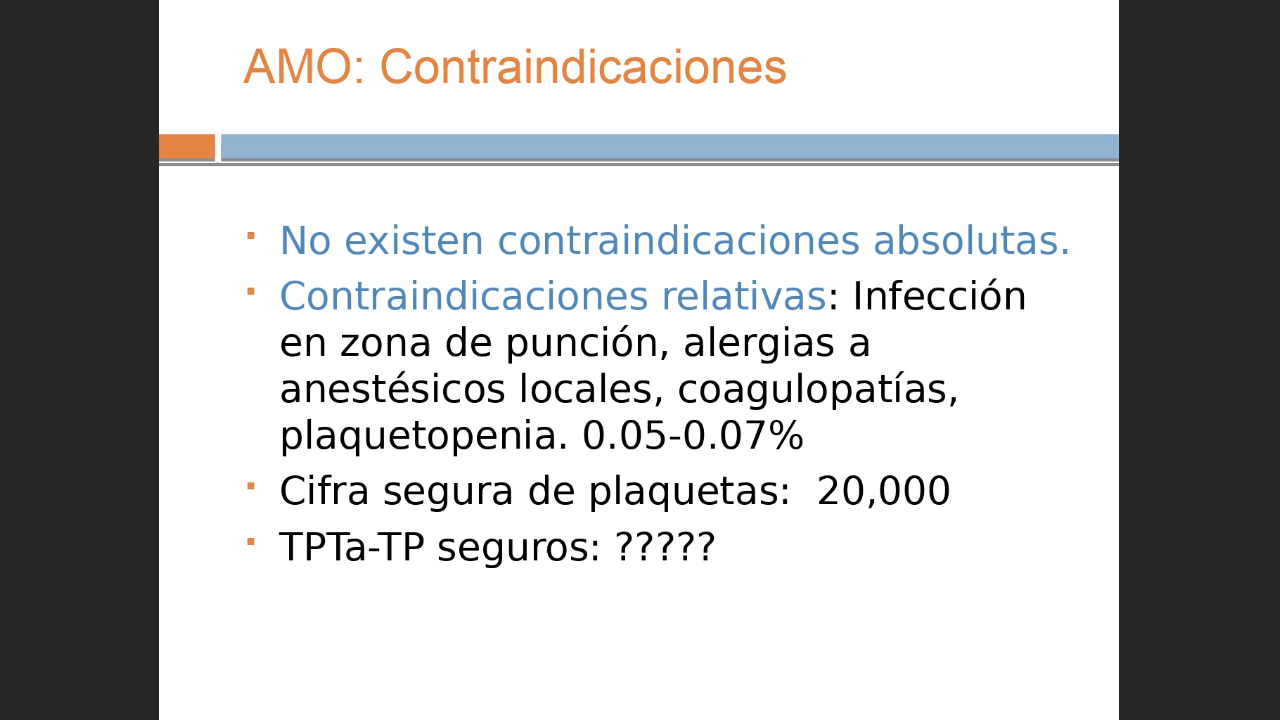 AMO: Contraindicaciones
No existen contraindicaciones absolutas.
Contraindicaciones relativas: Infección
en zona de punción, alergias a
anestésicos locales, coagulopatías,
plaquetopenia. 0.05-0.07%
Cifra segura de plaquetas:  20,000
TPTa-TP seguros: ?????